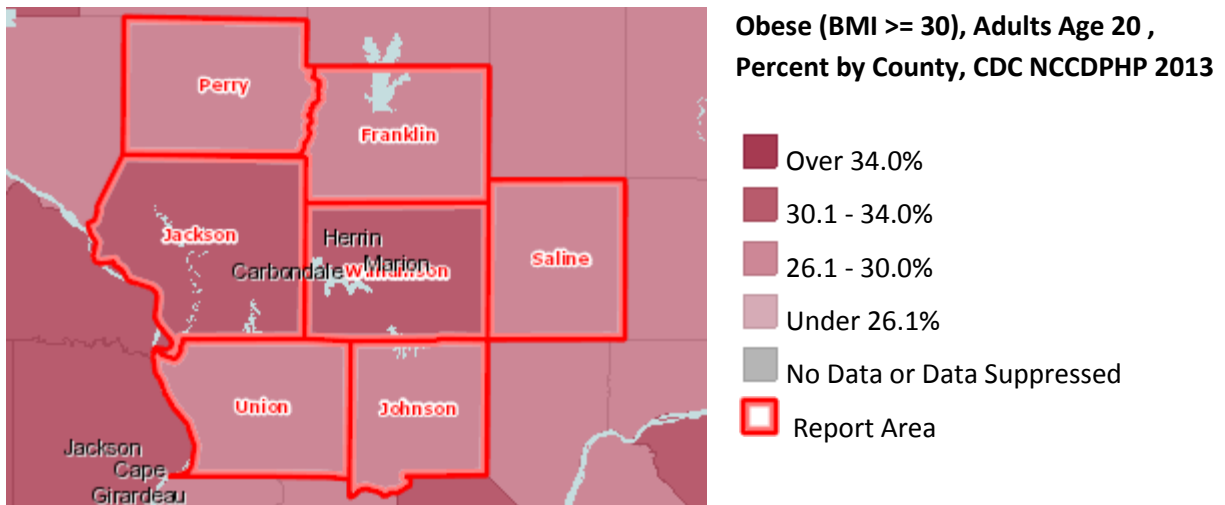 Obese (BMI >= 30), Adults Age 20 ,
Percent by County, CDC NCCDPHP 2013
Over 34.0%
30.1 - 34.0%
26.1 - 30.0%
Under 26.1%
No Data or Data Suppressed
Report Area
Perry
Franklin
Jackson
Herrin
Carbondale
Marion
Williamson
Saline
Union
Johnson
Jackson
Cape
Girardeau